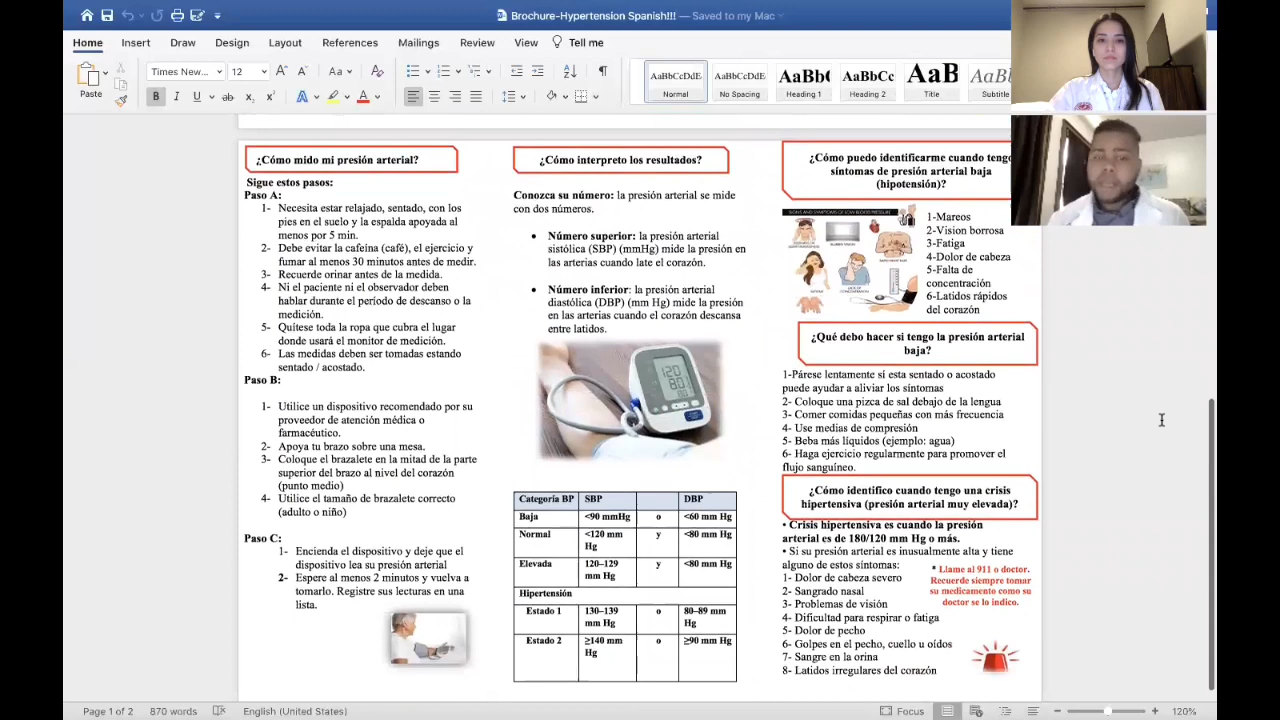 Brochure-Hypertension Spanish!!! — Saved to my Mac
Home Insert Draw Design Layout References Mailings Review View Tell me
Paste
Times New... 12
AaBbCcDdE AaBbCcDdE AaBb( AaBbCc AaB AaBbCcD
Normal No Spacing Heading 1 Heading 2 Title Subtitle
¿Cómo mido mi presión arterial?
Sigue estos pasos:
Paso A:
1- Necesita estar relajado, sentado, con los
pies en el suelo y la espalda apoyada al
menos por 5 min.
2- Debe evitar la cafeína (café), el ejercicio y
fumar al menos 30 minutos antes de medir.
3- Recuerde orinar antes de la medida.
4- Ni el paciente ni el observador deben
hablar durante el período de descanso o la
medición.
5- Quítese toda la ropa que cubra el lugar
donde usará el monitor de medición.
6- Las medidas deben ser tomadas estando
sentado / acostado.
Paso B:
1- Utilice un dispositivo recomendado por su
proveedor de atención médica o
farmacéutico.
2- Apoya tu brazo sobre una mesa.
3- Coloque el brazalete en la mitad de la parte
superior del brazo al nivel del corazón
(punto medio)
4- Utilice el tamaño de brazalete correcto
(adulto o niño)
Paso C:
1- Encienda el dispositivo y deje que el
dispositivo lea su presión arterial
2- Espere al menos 2 minutos y vuelva a
tomarlo. Registre sus lecturas en una
lista.
¿Cómo interpreto los resultados?
Conozca su número: la presión arterial se mide
con dos números.
• Número superior: la presión arterial
sistólica (SBP) (mmHg) mide la presión en
las arterias cuando late el corazón.
• Número inferior: la presión arterial
diastólica (DBP) (mm Hg) mide la presión
en las arterias cuando el corazón descansa
entre latidos.
120
80
Categoría BP SBP DBP
Baja <90 mmHg o <60 mm Hg
Normal <120 mm Hg y <80 mm Hg
Elevada 120–129 mm Hg y <80 mm Hg
Hipertensión
Estado 1 130-139 mm Hg o 80–89 mm Hg
Estado 2 ≥140 mm Hg o ≥90 mm Hg
¿Cómo puedo identificarme cuando tengo
síntomas de presión arterial baja
(hipotensión)?
SIGNS AND SYMPTOMS OF LOW BLOOD PRESSURE
1-Mareos
2-Vision borrosa
3-Fatiga
4-Dolor de cabeza
5-Falta de
concentración
6-Latidos rápidos
del corazón
¿Qué debo hacer si tengo la presión arterial
baja?
1-Párese lentamente sí esta sentado o acostado
puede ayudar a aliviar los síntomas
2- Coloque una pizca de sal debajo de la lengua
3- Comer comidas pequeñas con más frecuencia
4- Use medias de compresión
5- Beba más líquidos (ejemplo: agua)
6- Haga ejercicio regularmente para promover el
flujo sanguíneo.
¿Cómo identifico cuando tengo una crisis
hipertensiva (presión arterial muy elevada)?
• Crisis hipertensiva es cuando la presión
arterial es de 180/120 mm Hg o más.
• Sí su presión arterial es inusualmente alta y tiene
alguno de estos síntomas:
1- Dolor de cabeza severo
2- Sangrado nasal
3- Problemas de visión
4- Dificultad para respirar o fatiga
5- Dolor de pecho
6- Golpes en el pecho, cuello u oídos
7- Sangre en la orina
8- Latidos irregulares del corazón
* Llame al 911 o doctor.
Recuerde siempre tomar
su medicamento como su
doctor se lo indico.
Page 1 of 2 870 words English (United States) Focus 120%